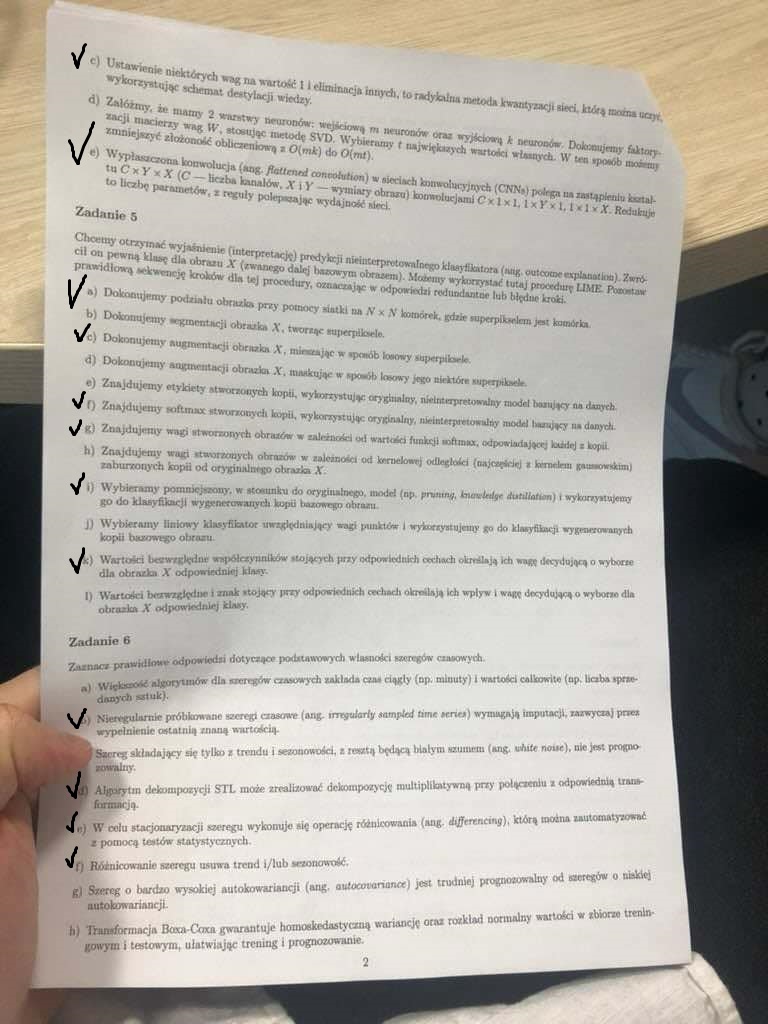 c) Ustawienie niektórych wag na wartość 1 i eliminacja innych, to radykalna metoda kwantyzacji sieci, którą można uczyć,
wykorzystując schemat destylacji wiedzy.
d) Załóżmy, że mamy 2 warstwy neuronów: wejściową m neuronów oraz wyjściową k neuronów. Dokonujemy faktory-
zacji macierzy wag W, stosując metodę SVD. Wybieramy t największych wartości własnych. W ten sposób możemy
zmniejszyć złożoność obliczeniową z O(mk) do O(mt).
e) Wypłaszczona konwolucja (ang. flattened convolution) w sieciach konwolucyjnych (CNNs) polega na zastąpieniu kształ-
tu C × Y × X (C — liczba kanałów, X i Y — wymiary obrazu) konwolucjami C × 1 × 1, 1 × Y × 1, 1 × 1 × X. Redukuje
to liczbę parametrów, z reguły polepszając wydajność sieci.
Zadanie 5
Chcemy otrzymać wyjaśnienie (interpretację) predykcji nieinterpretowalnego klasyfikatora (ang. outcome explanation). Zwró-
cił on pewną klasę dla obrazu X (zwanego dalej bazowym obrazem). Możemy wykorzystać tutaj procedurę LIME. Pozostaw
prawidłową sekwencję kroków dla tej procedury, oznaczając w odpowiedzi redundantne lub błędne kroki.
a) Dokonujemy podziału obrazka przy pomocy siatki na N × N komórek, gdzie superpikselem jest komórka.
b) Dokonujemy segmentacji obrazka X, tworząc superpiksele.
c) Dokonujemy augmentacji obrazka X, mieszając w sposób losowy superpiksele.
d) Dokonujemy augmentacji obrazka X, maskując w sposób losowy jego niektóre superpiksele.
e) Znajdujemy etykiety stworzonych kopii, wykorzystując oryginalny, nieinterpretowalny model bazujący na danych.
f) Znajdujemy softmax stworzonych kopii, wykorzystując oryginalny, nieinterpretowalny model bazujący na danych.
g) Znajdujemy wagi stworzonych obrazów w zależności od wartości funkcji softmax, odpowiadającej każdej z kopii.
h) Znajdujemy wagi stworzonych obrazów w zależności od kernelowej odległości (najczęściej z kernelem gaussowskim)
zaburzonych kopii od oryginalnego obrazka X.
i) Wybieramy pomniejszony, w stosunku do oryginalnego, model (np. pruning, knowledge distillation) i wykorzystujemy
go do klasyfikacji wygenerowanych kopii bazowego obrazu.
j) Wybieramy liniowy klasyfikator uwzględniający wagi punktów i wykorzystujemy go do klasyfikacji wygenerowanych
kopii bazowego obrazu.
k) Wartości bezwzględne współczynników stojących przy odpowiednich cechach określają ich wagę decydującą o wyborze
dla obrazka X odpowiedniej klasy.
l) Wartości bezwzględne i znak stojący przy odpowiednich cechach określają ich wpływ i wagę decydującą o wyborze dla
obrazka X odpowiedniej klasy.
Zadanie 6
Zaznacz prawidłowe odpowiedzi dotyczące podstawowych własności szeregów czasowych.
a) Większość algorytmów dla szeregów czasowych zakłada czas ciągły (np. minuty) i wartości całkowite (np. liczba sprze-
danych sztuk).
b) Nieregularnie próbkowane szeregi czasowe (ang. irregularly sampled time series) wymagają imputacji, zazwyczaj przez
wypełnienie ostatnią znaną wartością.
Szereg składający się tylko z trendu i sezonowości, z resztą będącą białym szumem (ang. white noise), nie jest progno-
zowalny.
d) Algorytm dekompozycji STL może zrealizować dekompozycję multiplikatywną przy połączeniu z odpowiednią trans-
formacją.
e) W celu stacjonaryzacji szeregu wykonuje się operację różnicowania (ang. differencing), którą można zautomatyzować
z pomocą testów statystycznych.
f) Różnicowanie szeregu usuwa trend i/lub sezonowość.
g) Szereg o bardzo wysokiej autokowariancji (ang. autocovariance) jest trudniej prognozowalny od szeregów o niskiej
autokowariancji.
h) Transformacja Boxa-Coxa gwarantuje homoskedastyczną wariancję oraz rozkład normalny wartości w zbiorze trenin-
gowym i testowym, ułatwiając trening i prognozowanie.
2